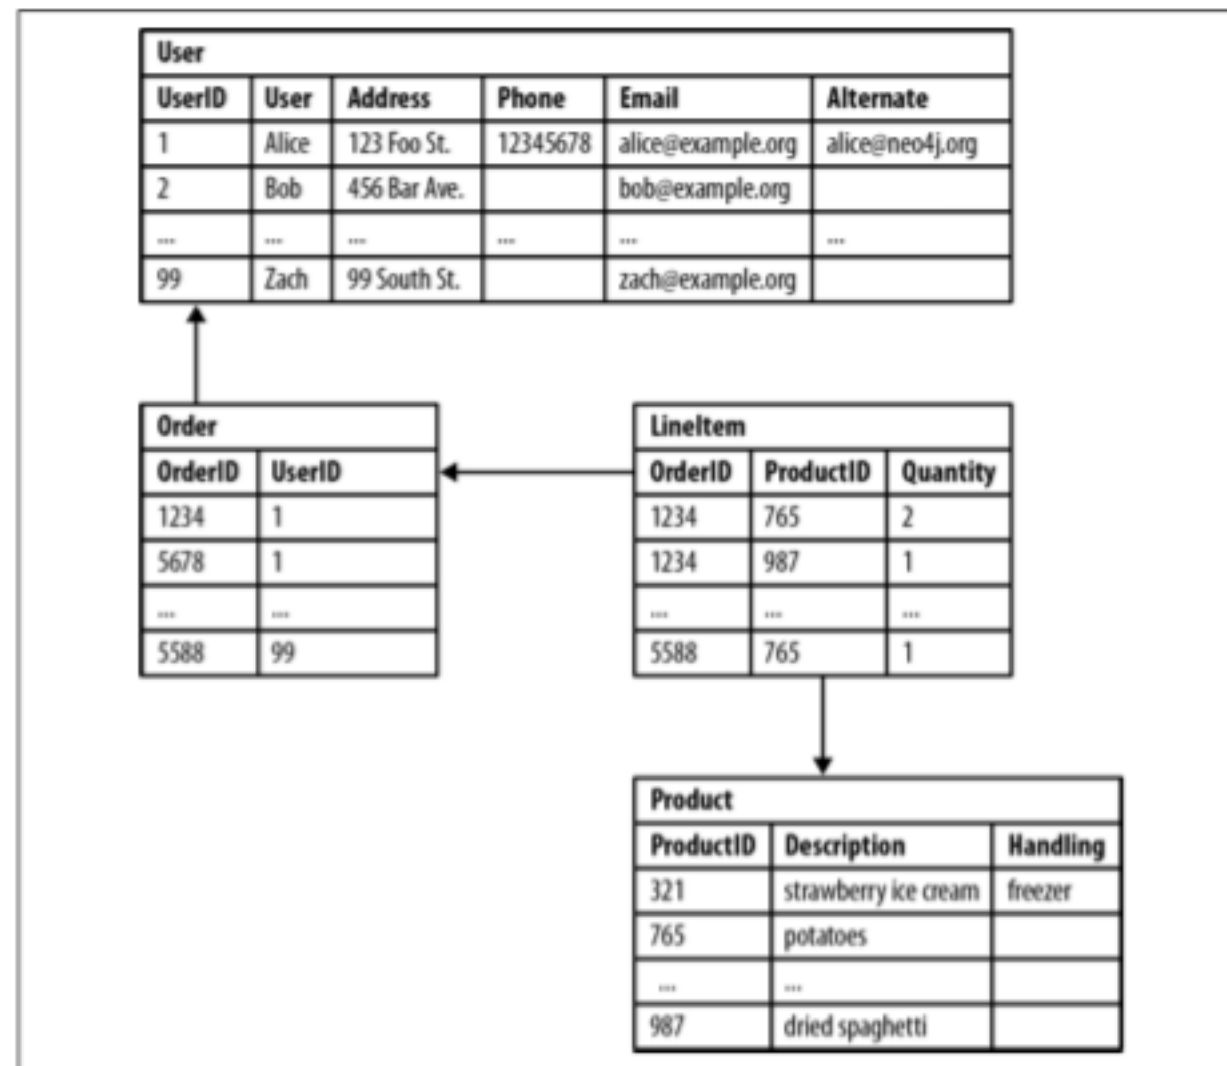 User
UserID User Address Phone Email Alternate
1 Alice 123 Foo St. 12345678 alice@example.org alice@neo4j.org
2 Bob 456 Bar Ave. bob@example.org
... ... ... ... ... ...
99 Zach 99 South St. zach@example.org
Order
OrderID UserID
1234 1
5678 1
... ...
5588 99
LineItem
OrderID ProductID Quantity
1234 765 2
1234 987 1
... ... ...
5588 765 1
Product
ProductID Description Handling
321 strawberry ice cream freezer
765 potatoes
... ...
987 dried spaghetti